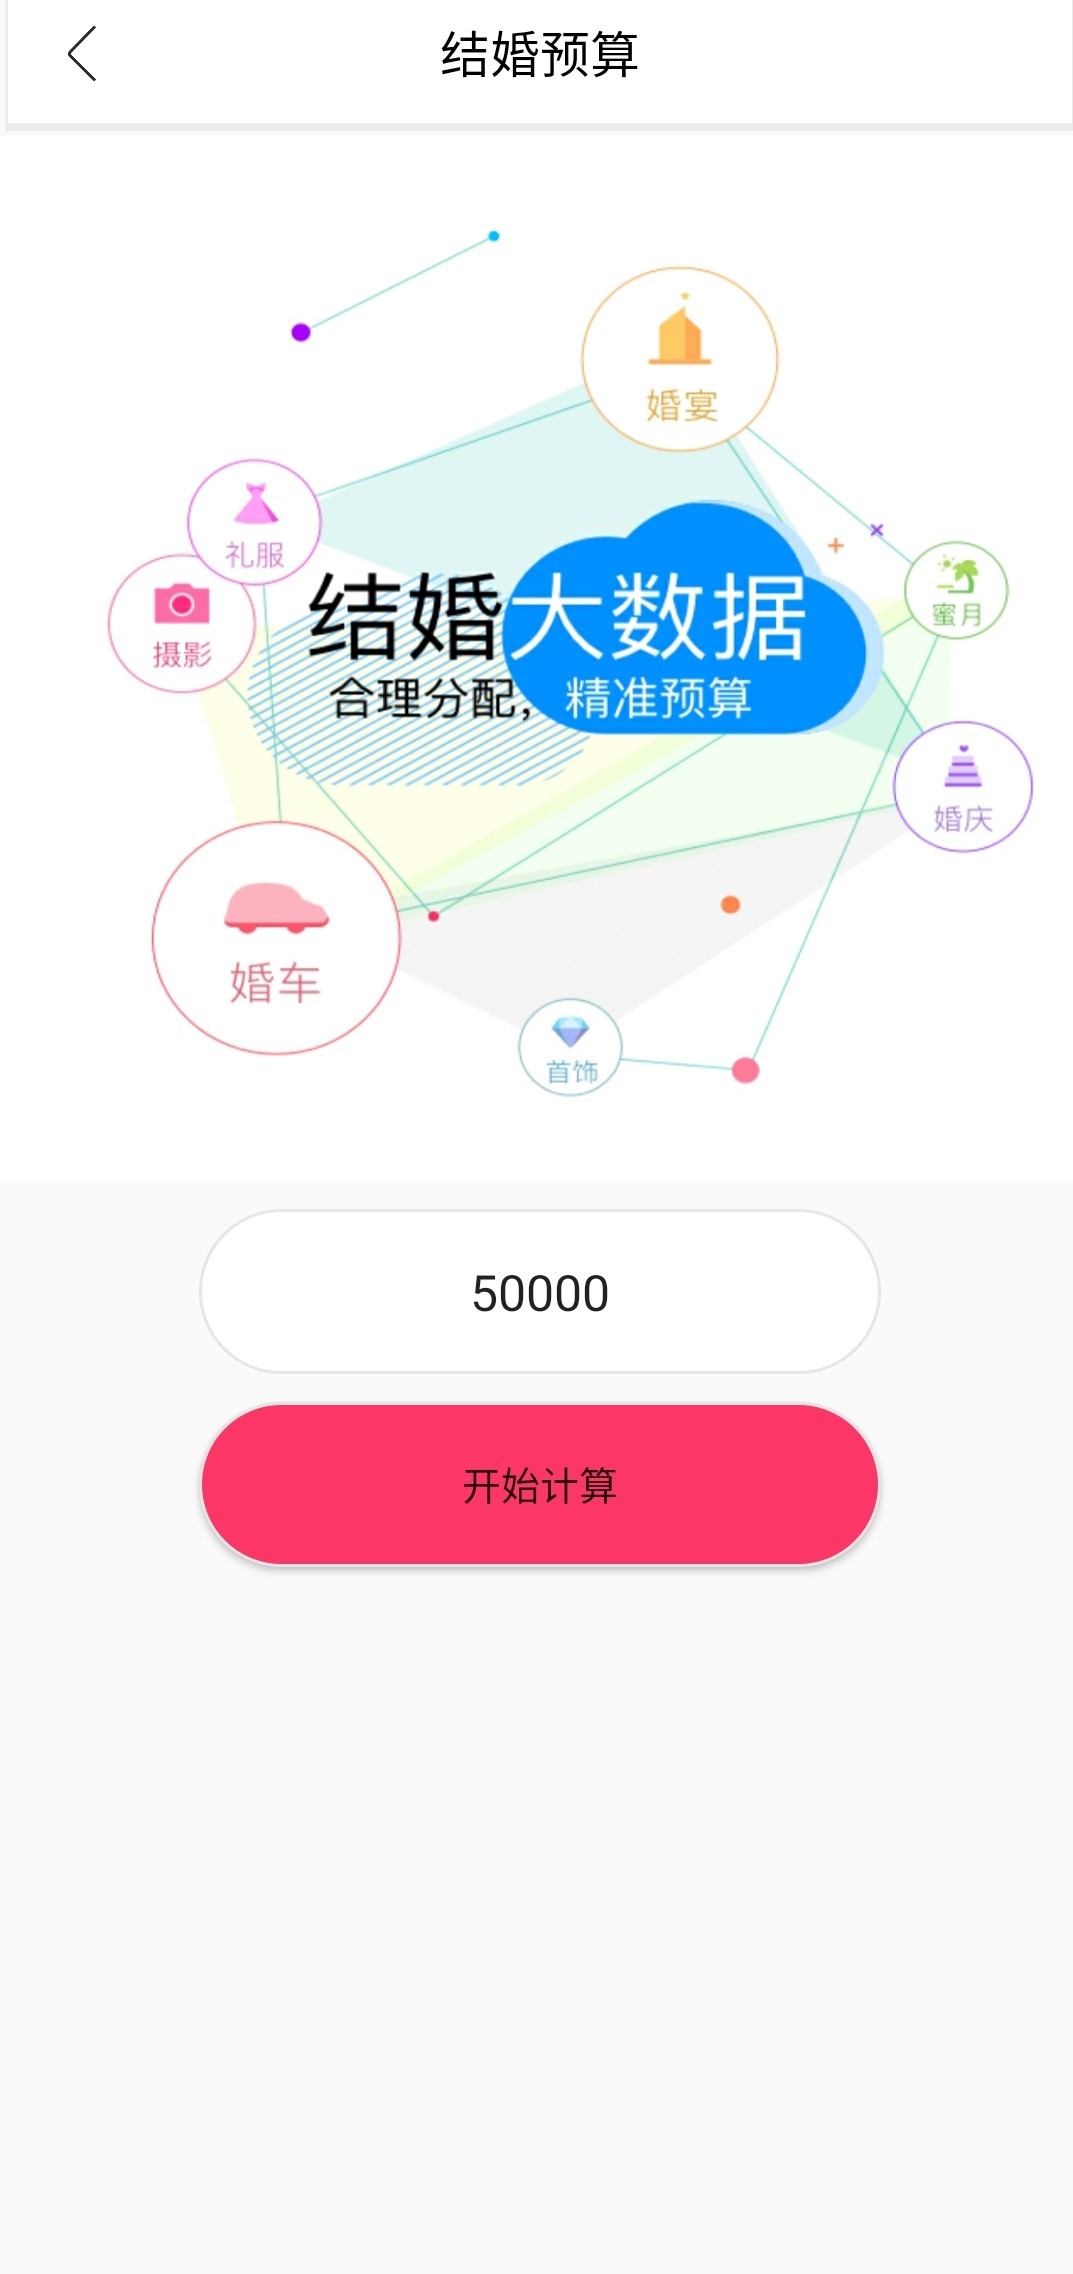 结婚预算
婚宴
礼服
蜜月
摄影
结婚大数据
合理分配, 精准预算
婚庆
婚车
首饰
50000
开始计算